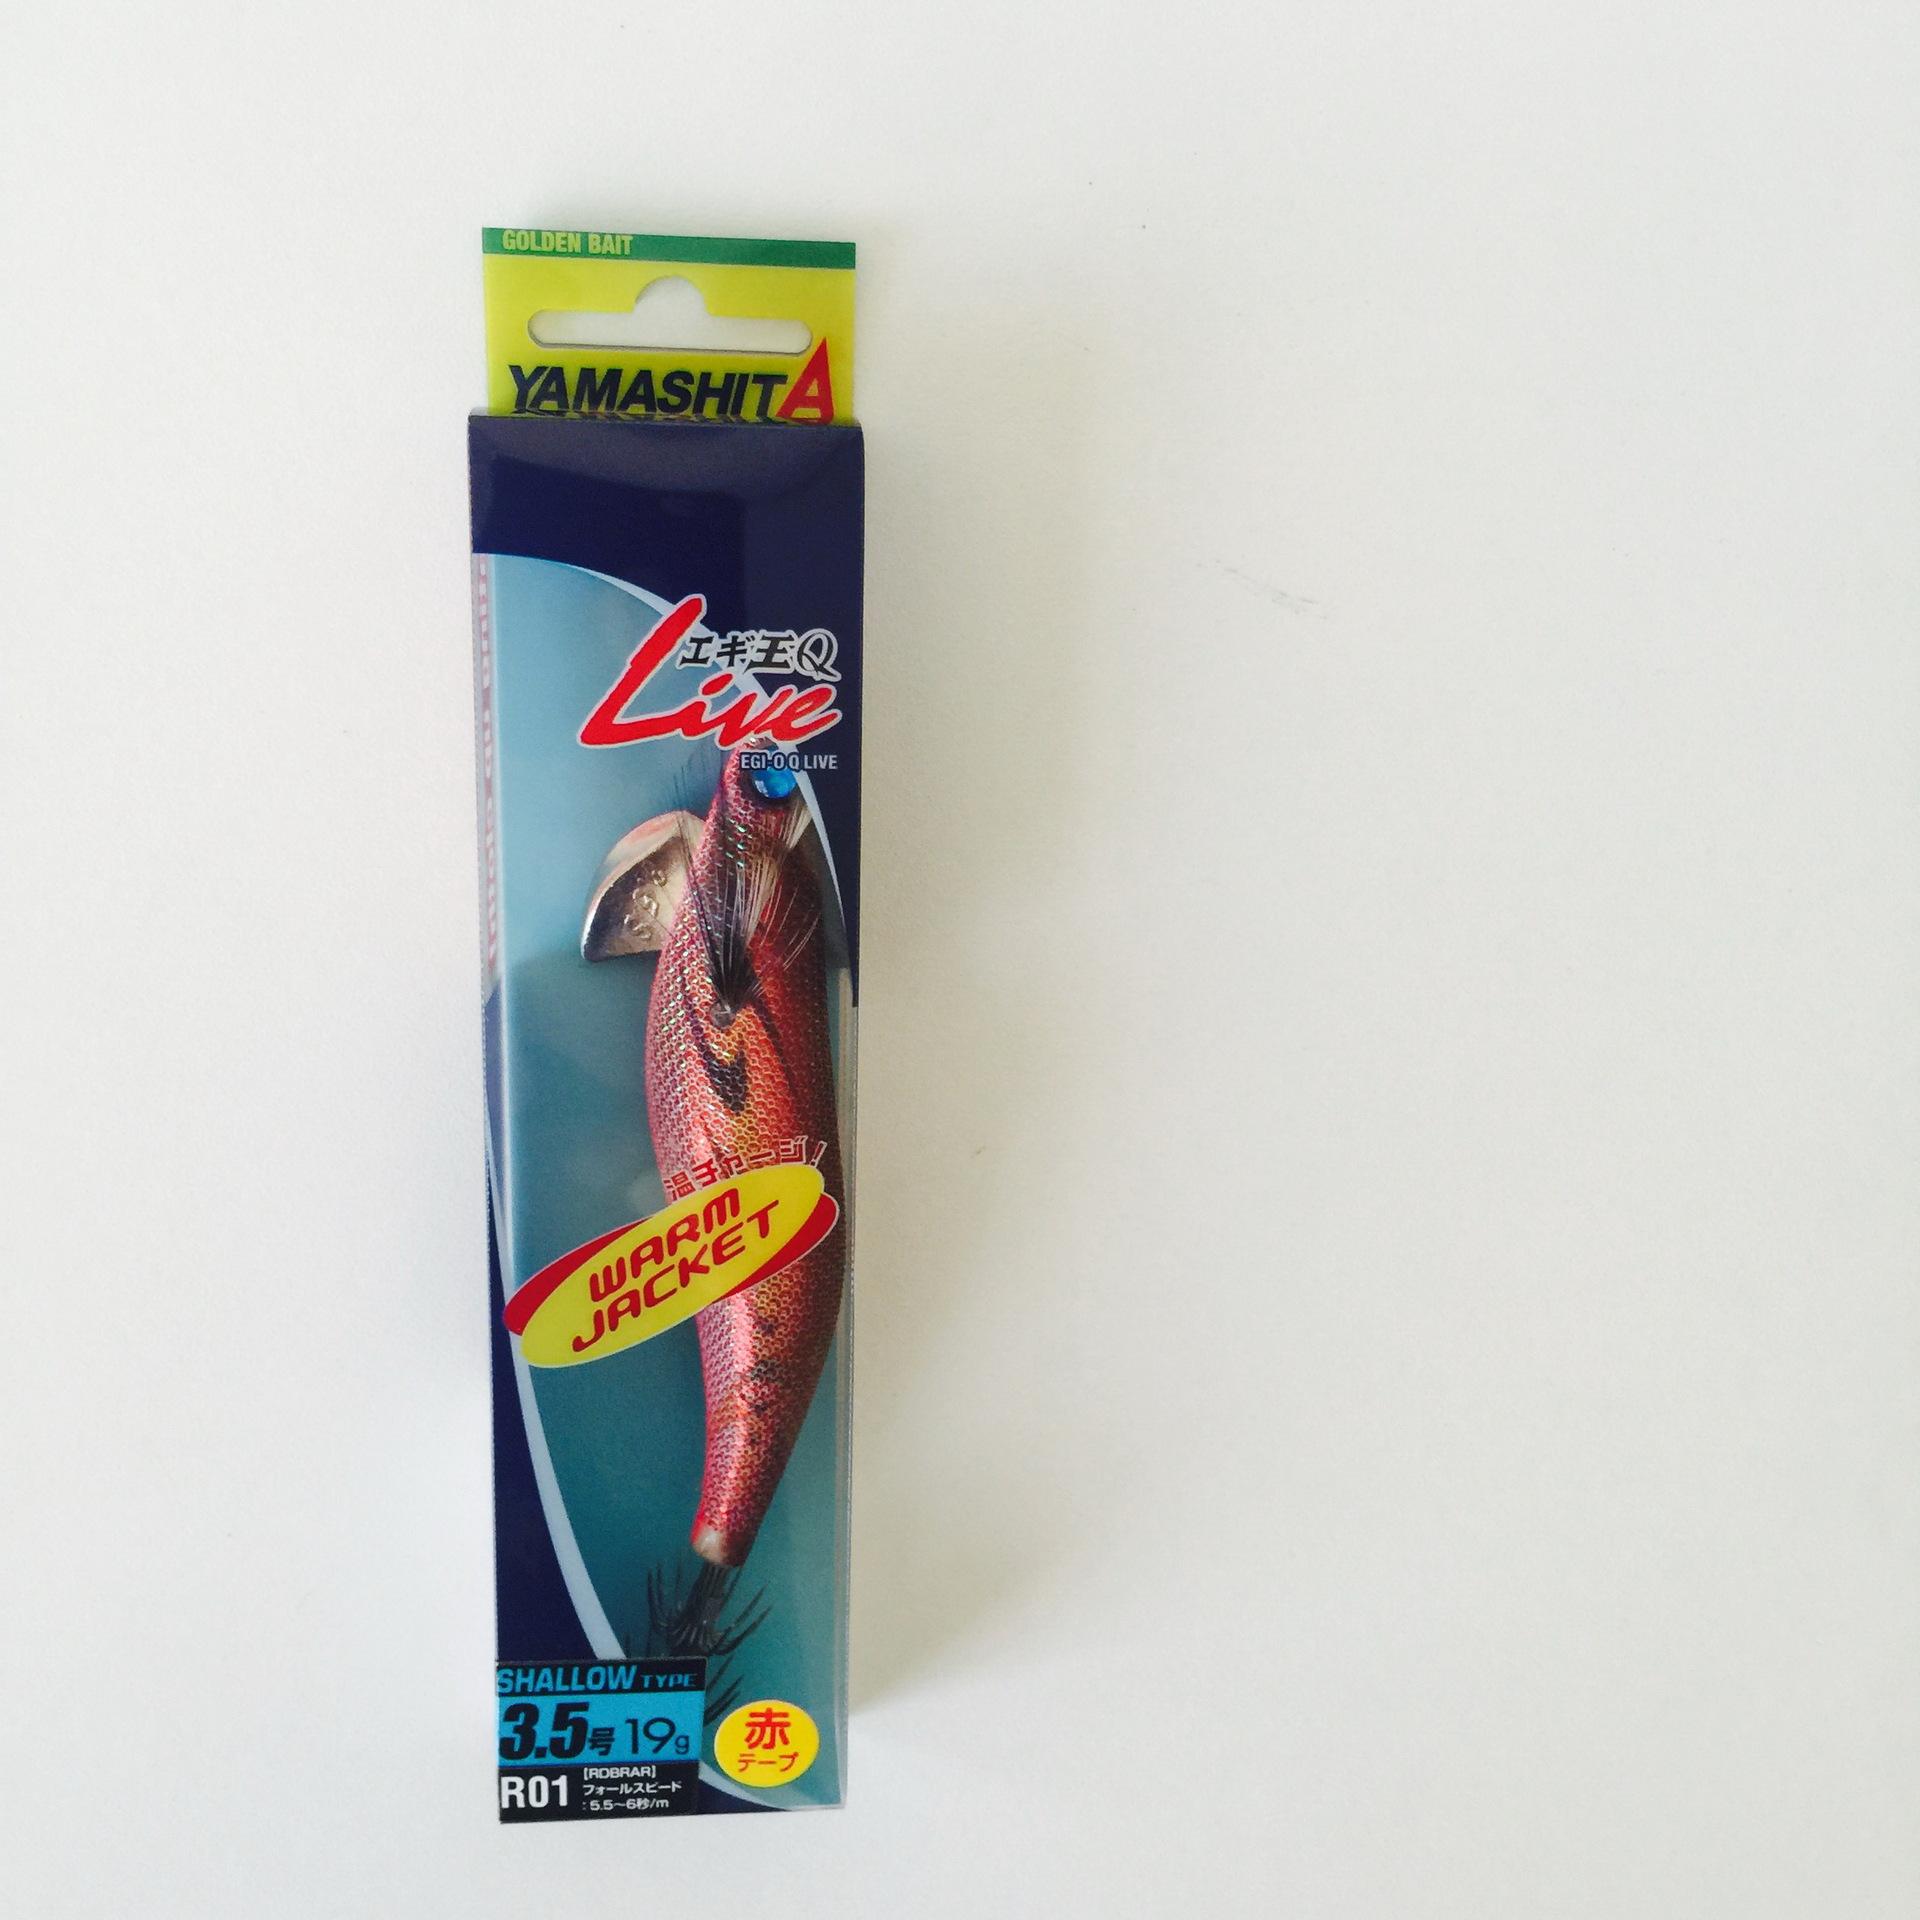 GOLDEN BAIT
YAMASHITA
エギ王Q
Live
EGI-O Q LIVE
温チャージ!
WARM
JACKET
SHALLOW TYPE
3.5号 19g
R01
[RDBRAR]
フォールスピード
:5.5〜6秒/m
赤
テープ